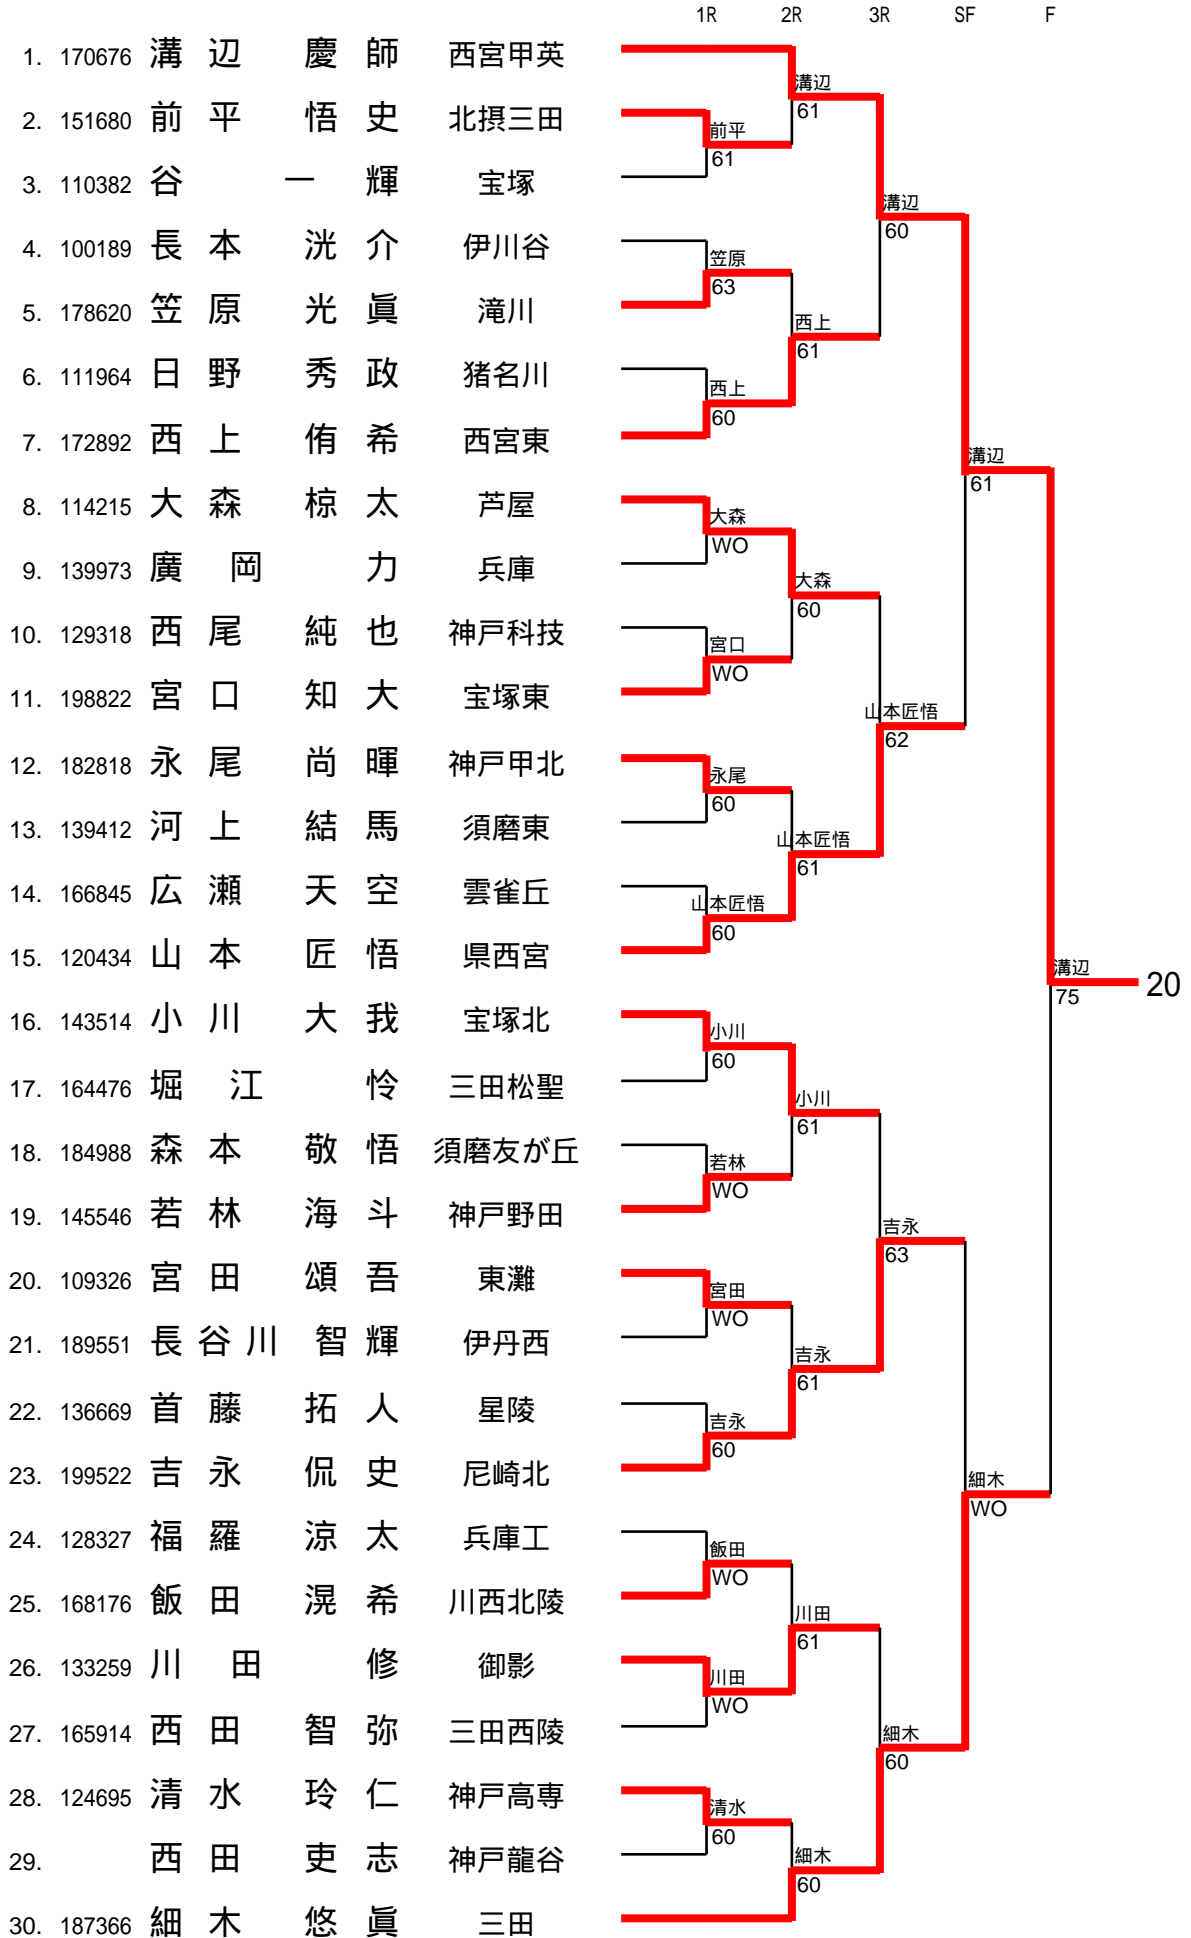 1R 2R 3R SF F
1. 170676 溝辺 慶師 西宮甲英
溝辺
61
2. 151680 前平 悟史 北摂三田
前平
61
3. 110382 谷 一輝 宝塚
溝辺
60
4. 100189 長本 洸介 伊川谷
笠原
63
5. 178620 笠原 光眞 滝川
西上
61
6. 111964 日野 秀政 猪名川
西上
60
7. 172892 西上 侑希 西宮東
溝辺
61
8. 114215 大森 椋太 芦屋
大森
WO
9. 139973 廣岡 力 兵庫
大森
60
10. 129318 西尾 純也 神戸科技
宮口
WO
11. 198822 宮口 知大 宝塚東
山本匠悟
62
12. 182818 永尾 尚暉 神戸甲北
永尾
60
13. 139412 河上 結馬 須磨東
山本匠悟
61
14. 166845 広瀬 天空 雲雀丘
山本匠悟
60
15. 120434 山本 匠悟 県西宮
溝辺
75
20
16. 143514 小川 大我 宝塚北
小川
60
17. 164476 堀江 怜 三田松聖
小川
61
18. 184988 森本 敬悟 須磨友が丘
若林
WO
19. 145546 若林 海斗 神戸野田
吉永
63
20. 109326 宮田 頌吾 東灘
宮田
WO
21. 189551 長谷川 智輝 伊丹西
吉永
61
22. 136669 首藤 拓人 星陵
吉永
60
23. 199522 吉永 侃史 尼崎北
細木
WO
24. 128327 福羅 涼太 兵庫工
飯田
WO
25. 168176 飯田 滉希 川西北陵
川田
61
26. 133259 川田 修 御影
川田
WO
27. 165914 西田 智弥 三田西陵
細木
60
28. 124695 清水 玲仁 神戸高専
清水
60
29. 西田 吏志 神戸龍谷
細木
60
30. 187366 細木 悠眞 三田